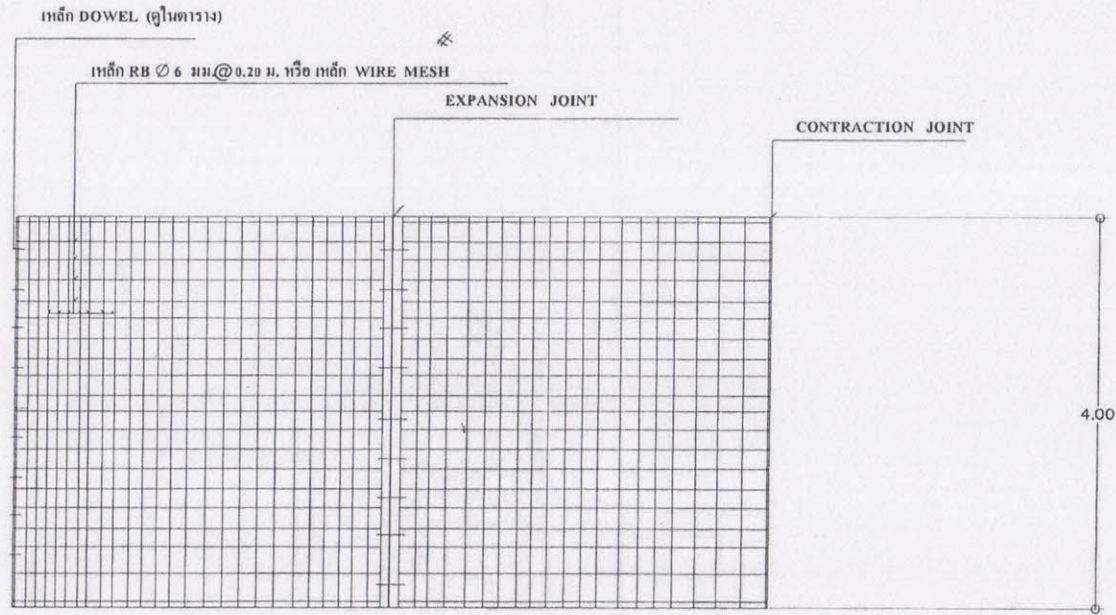 เหล็ก DOWEL (ดูในตาราง)
เหล็ก RB ∅ 6 มม.@0.20 ม. หรือ เหล็ก WIRE MESH
EXPANSION JOINT
CONTRACTION JOINT
4.00